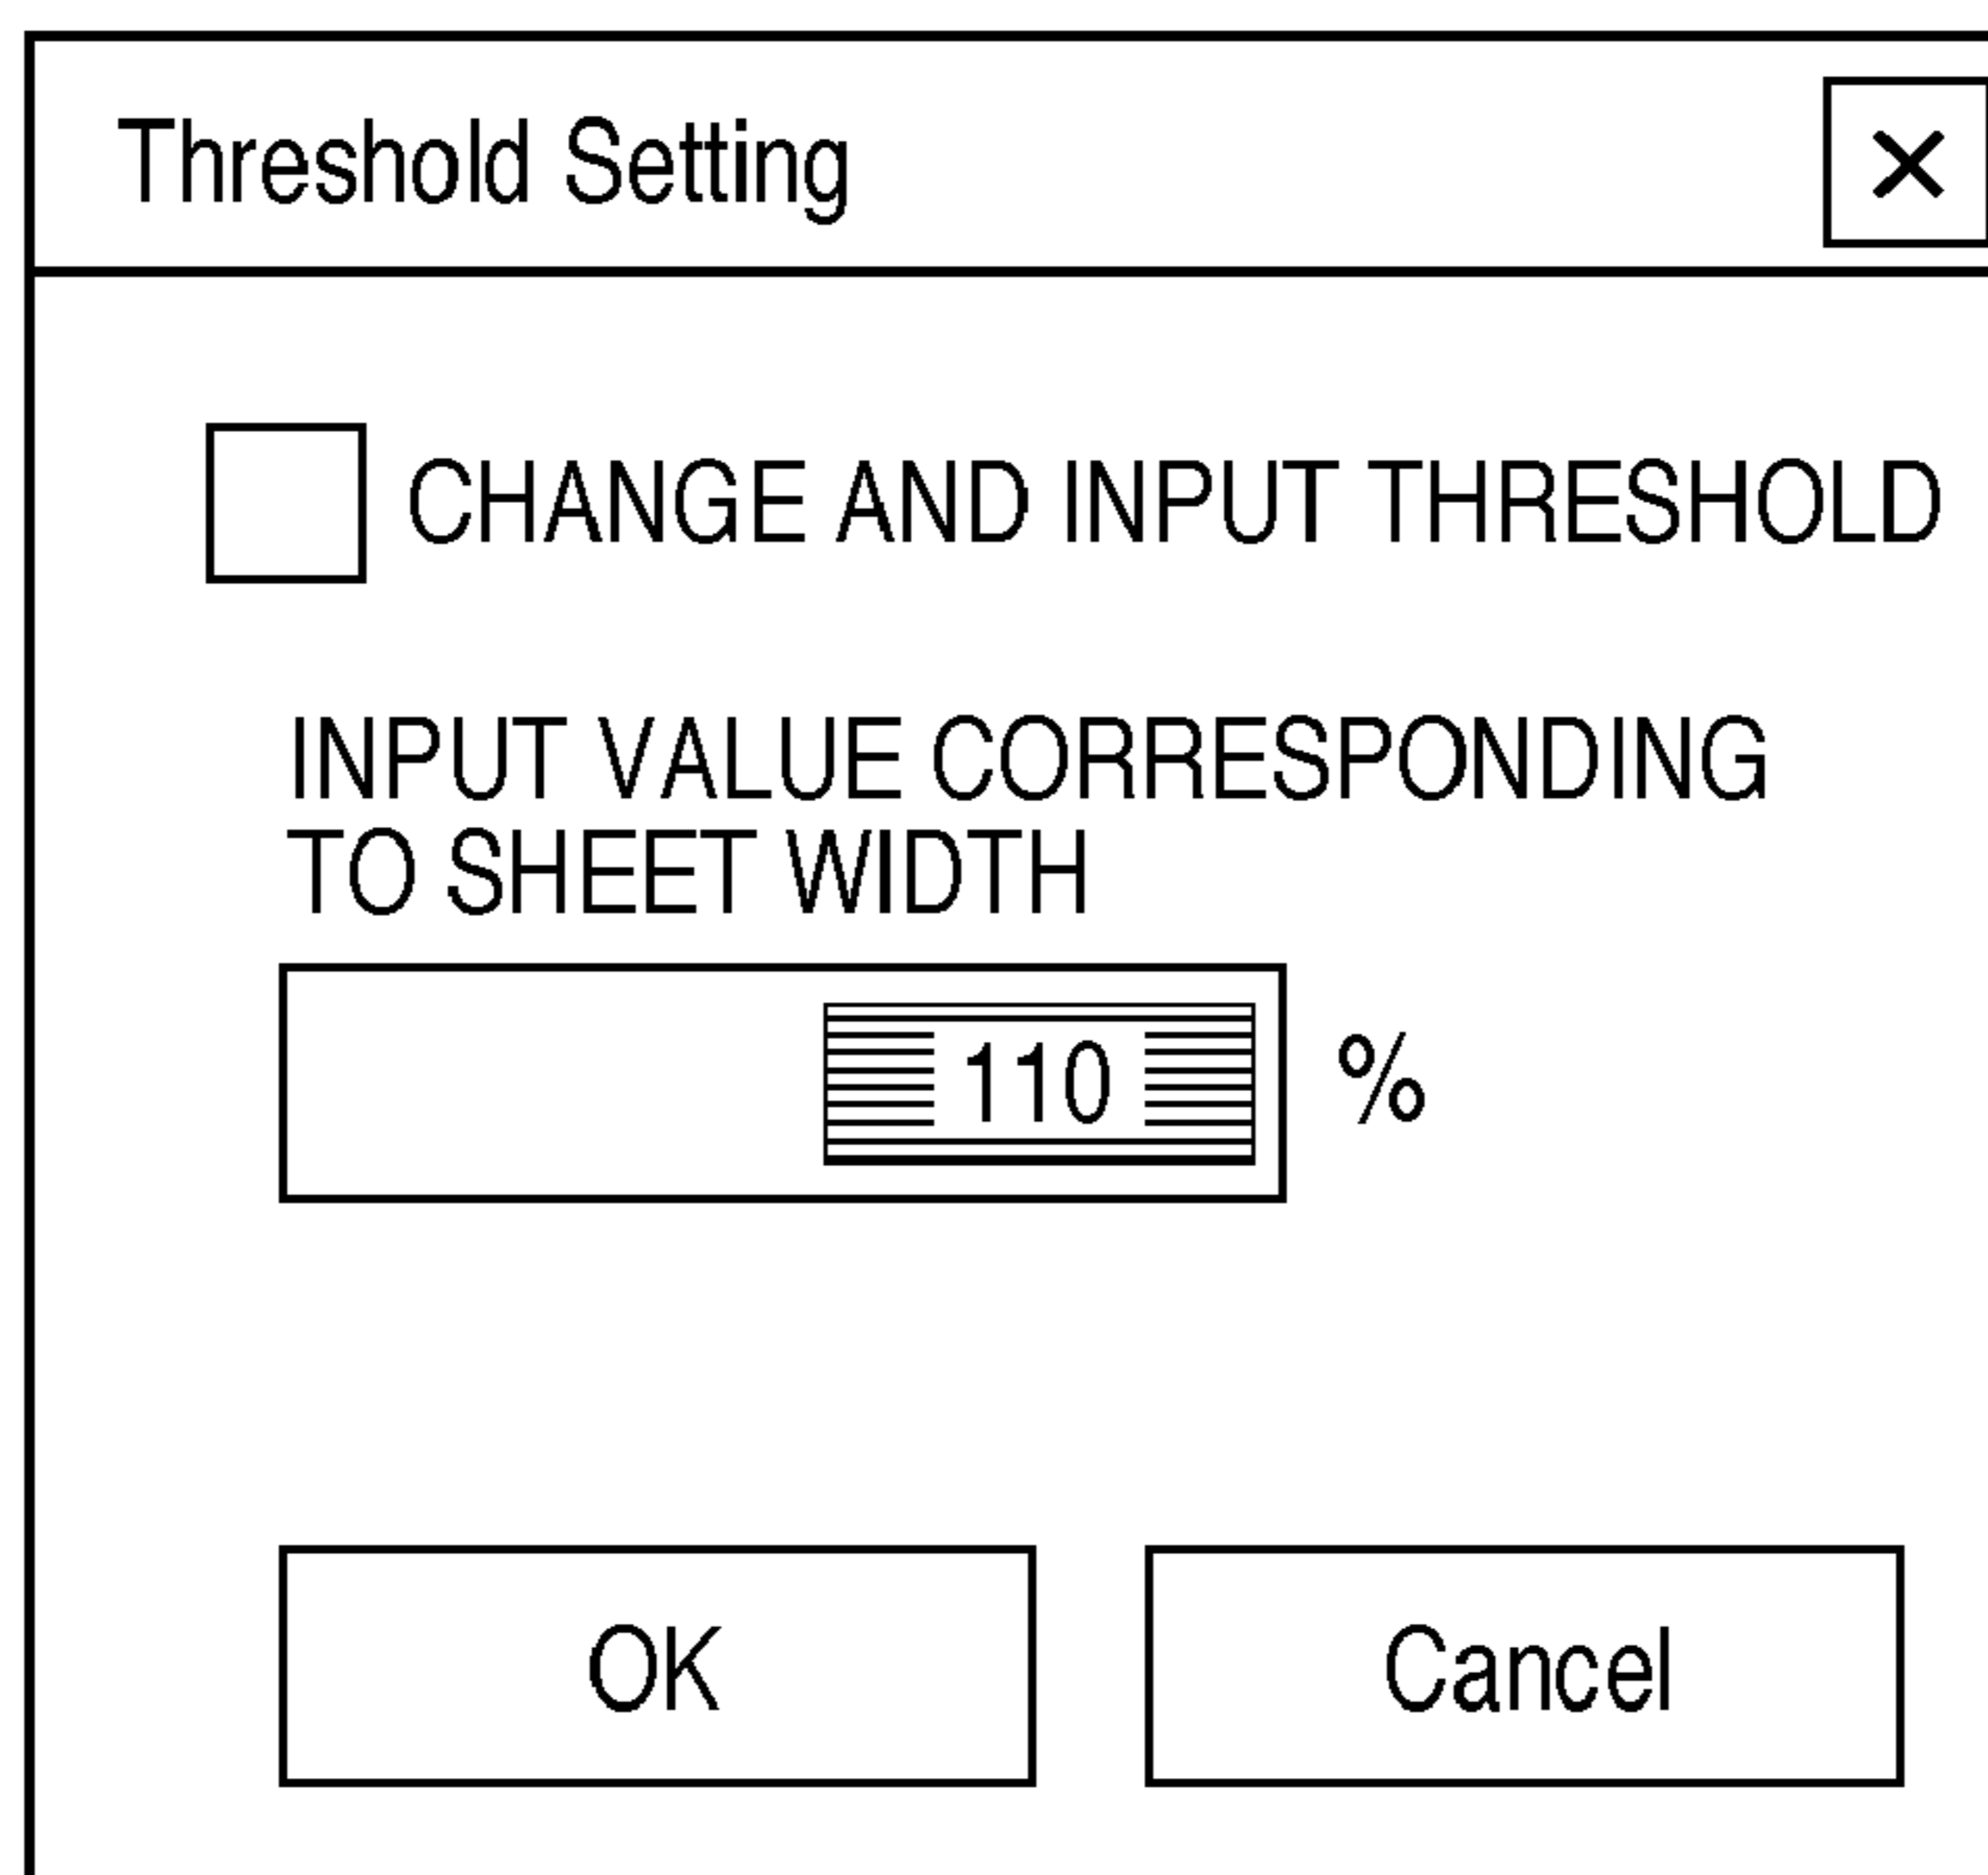 Threshold Setting
CHANGE AND INPUT THRESHOLD
INPUT VALUE CORRESPONDING
TO SHEET WIDTH
110 %
OK Cancel